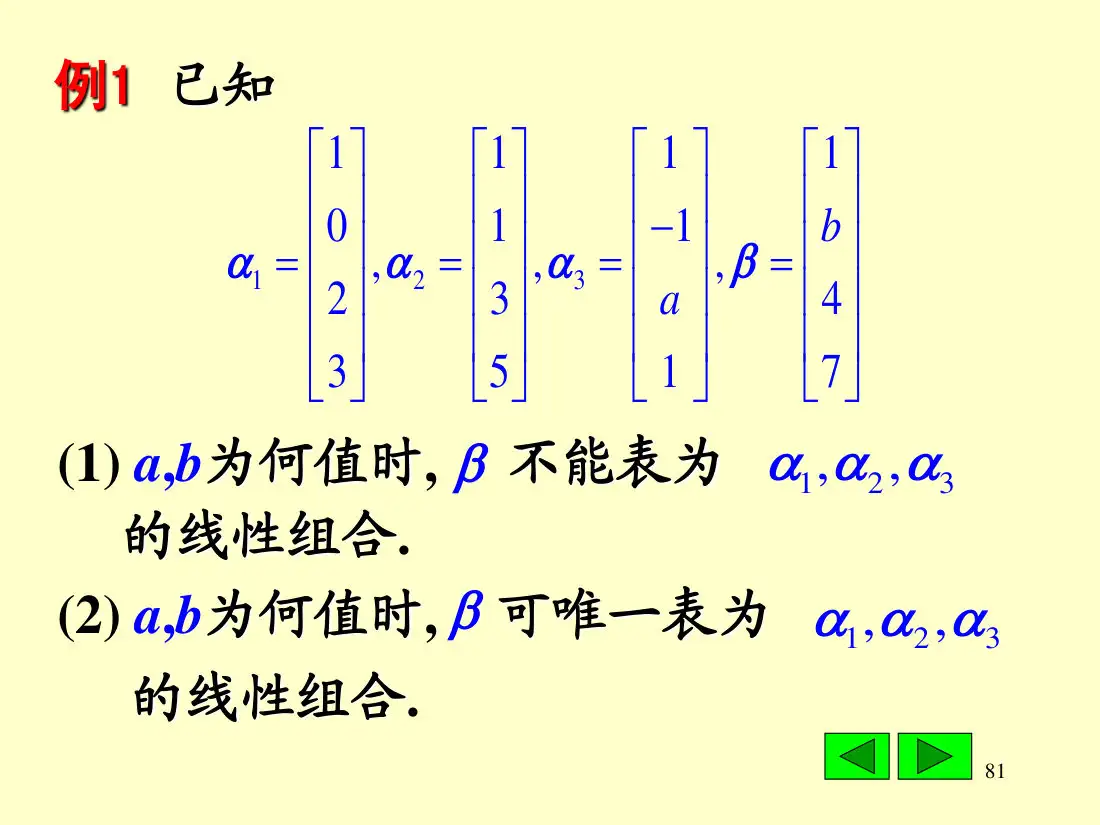 例1 已知
α₁ = [1 0 2 3], α₂ = [1 1 3 5], α₃ = [1 −1 a 1], β = [1 b 4 7]
(1) a,b为何值时, β 不能表为 α₁,α₂,α₃
的线性组合.
(2) a,b为何值时, β 可唯一表为 α₁,α₂,α₃
的线性组合.
81